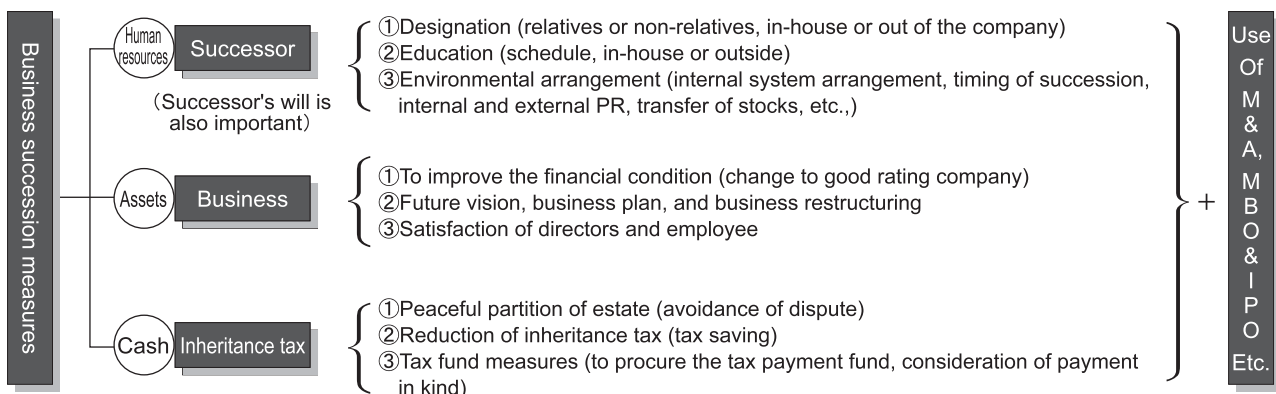 Business succession measures
Human
resources
Successor
(Successor's will is
also important)
①Designation (relatives or non-relatives, in-house or out of the company)
②Education (schedule, in-house or outside)
③Environmental arrangement (internal system arrangement, timing of succession,
internal and external PR, transfer of stocks, etc.,)
Assets
Business
①To improve the financial condition (change to good rating company)
②Future vision, business plan, and business restructuring
③Satisfaction of directors and employee
Cash
Inheritance tax
①Peaceful partition of estate (avoidance of dispute)
②Reduction of inheritance tax (tax saving)
③Tax fund measures (to procure the tax payment fund, consideration of payment
in kind)
+
Use
Of
M
&
A,
M
B
O
&
I
P
O
Etc.